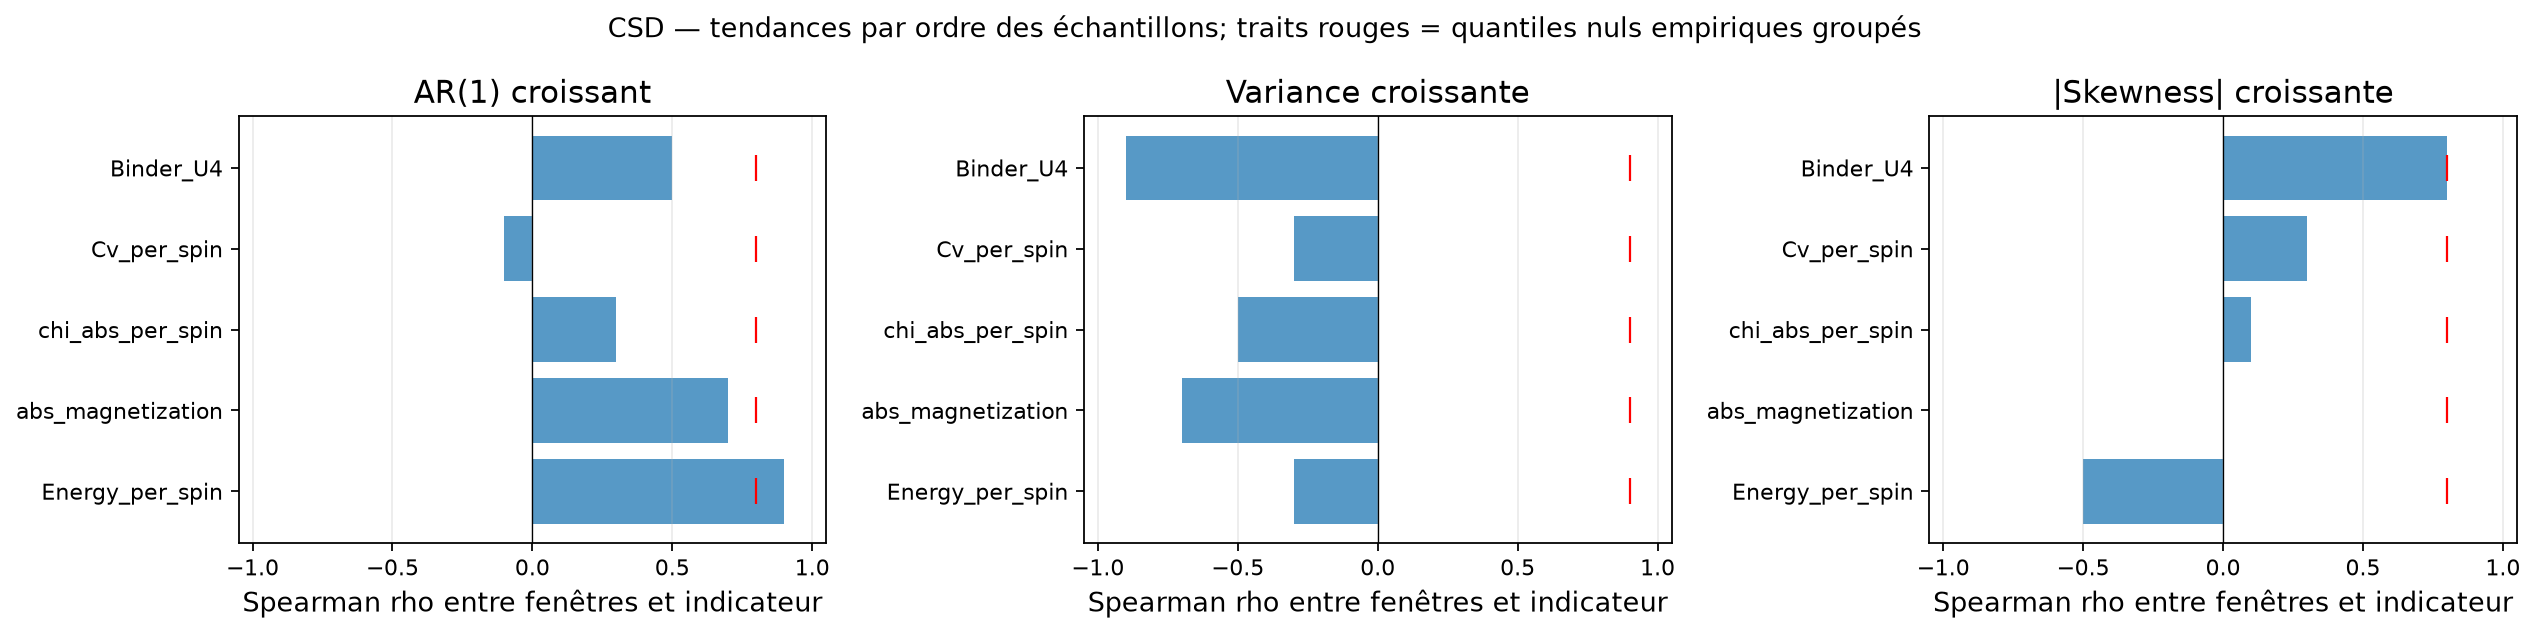 CSD — tendances par ordre des échantillons; traits rouges = quantiles nuls empiriques groupés
AR(1) croissant
Binder_U4
Cv_per_spin
chi_abs_per_spin
abs_magnetization
Energy_per_spin
−1.0 −0.5 0.0 0.5 1.0
Spearman rho entre fenêtres et indicateur
Variance croissante
Binder_U4
Cv_per_spin
chi_abs_per_spin
abs_magnetization
Energy_per_spin
−1.0 −0.5 0.0 0.5 1.0
Spearman rho entre fenêtres et indicateur
|Skewness| croissante
Binder_U4
Cv_per_spin
chi_abs_per_spin
abs_magnetization
Energy_per_spin
−1.0 −0.5 0.0 0.5 1.0
Spearman rho entre fenêtres et indicateur